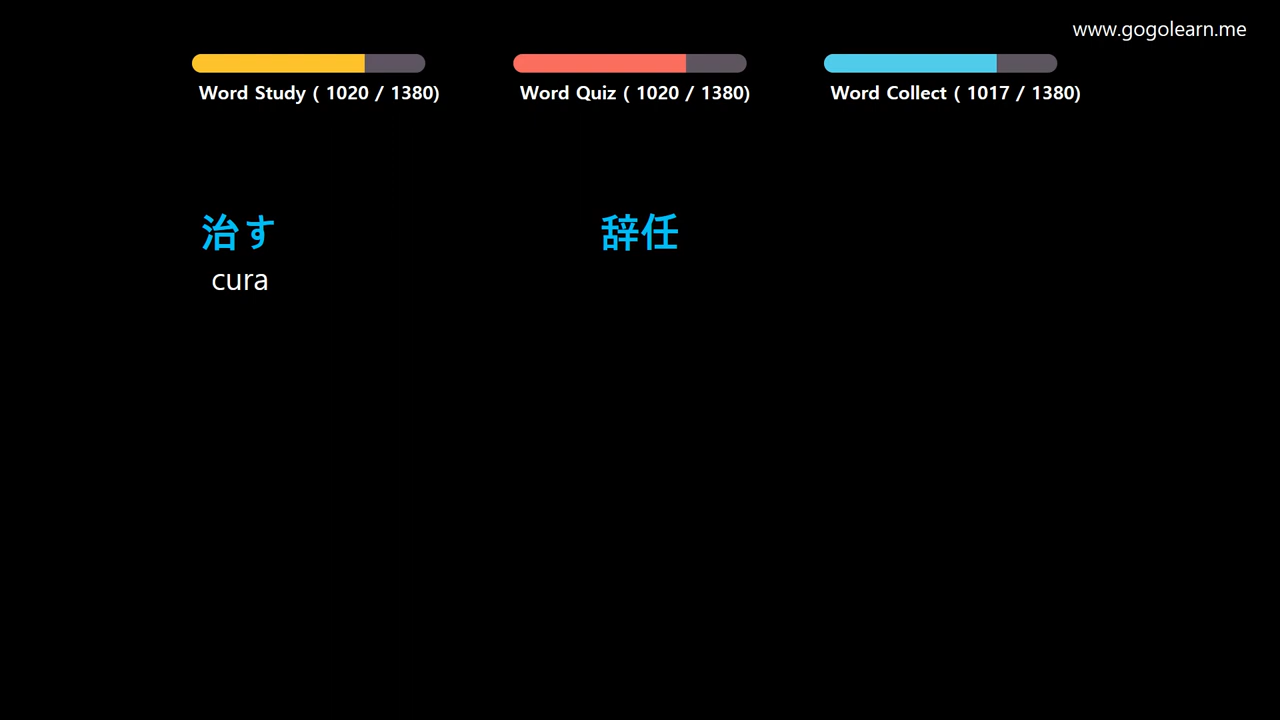 www.gogolearn.me
Word Study ( 1020 / 1380)
Word Quiz ( 1020 / 1380)
Word Collect ( 1017 / 1380)
治す
cura
辞任